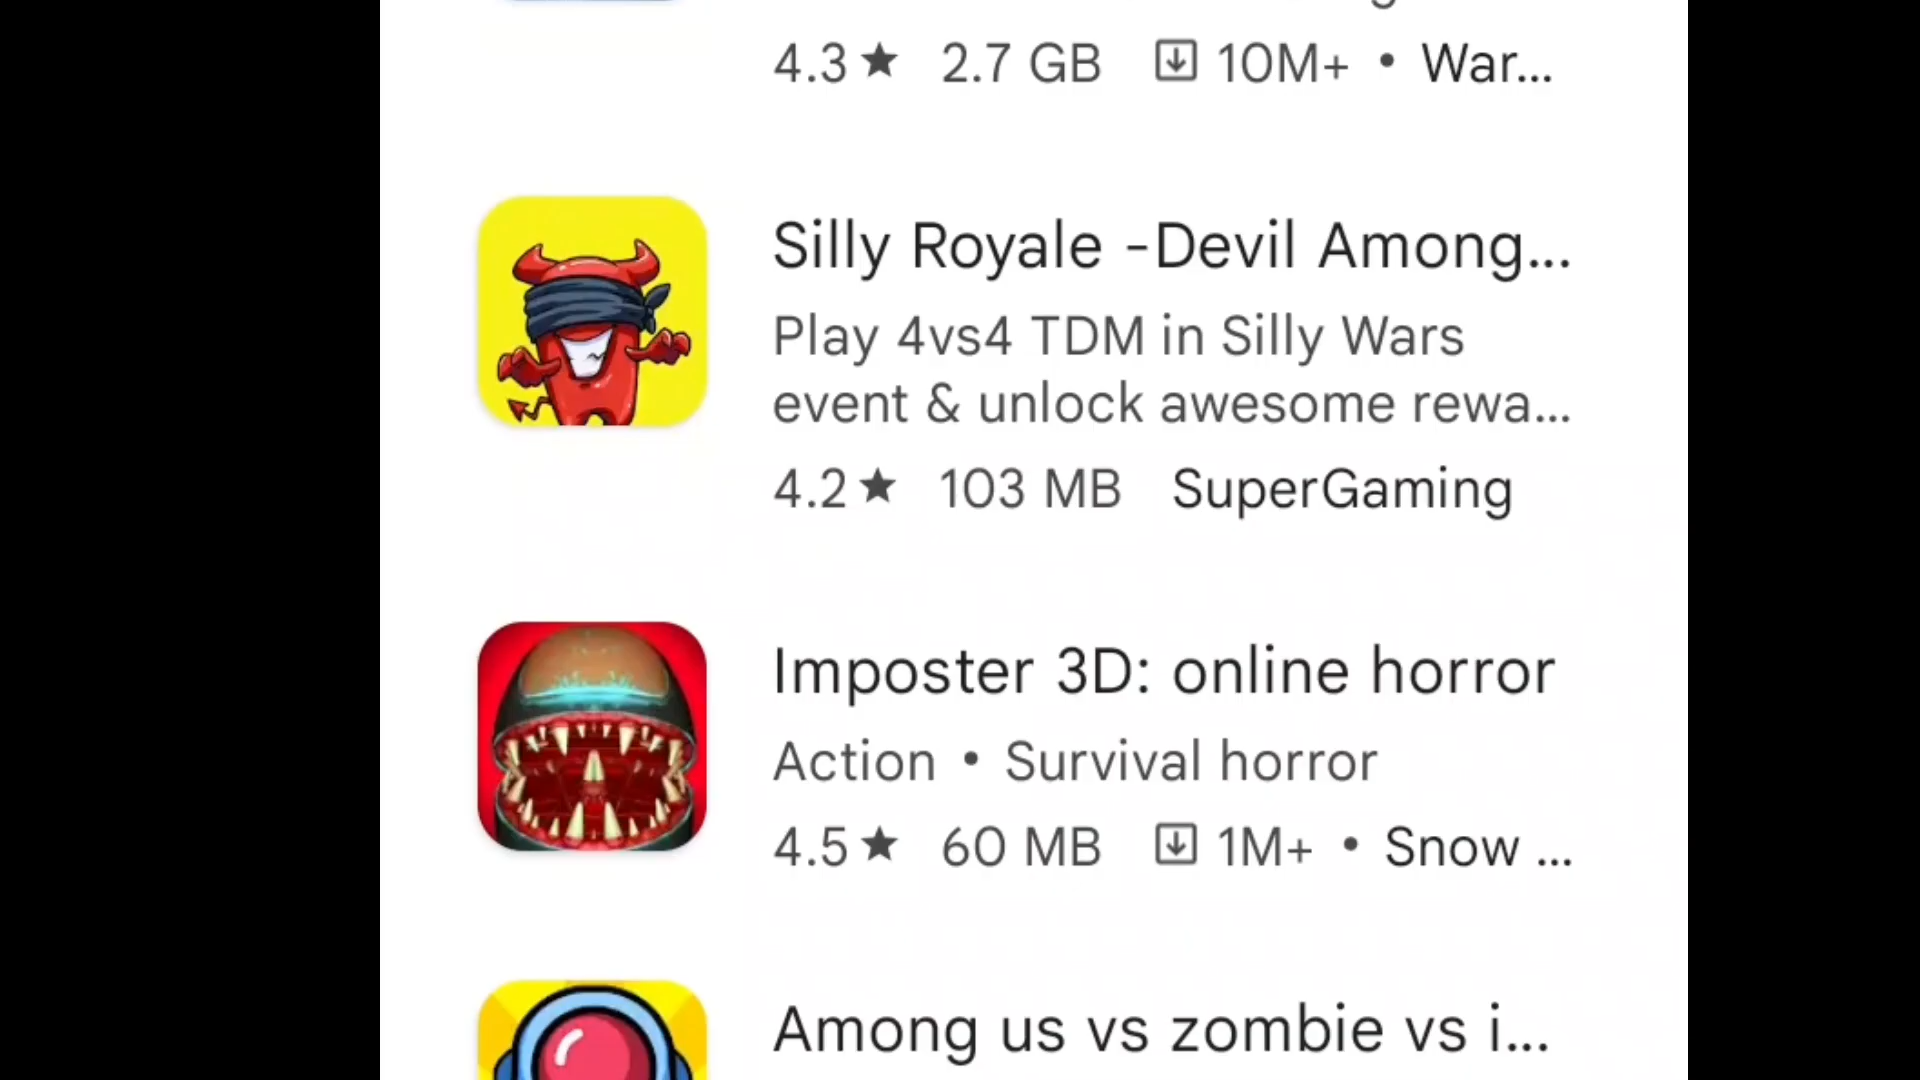 4.3★ 2.7 GB 10M+ • War...
Silly Royale -Devil Among...
Play 4vs4 TDM in Silly Wars
event & unlock awesome rewa...
4.2★ 103 MB SuperGaming
Imposter 3D: online horror
Action • Survival horror
4.5★ 60 MB 1M+ • Snow ...
Among us vs zombie vs i...